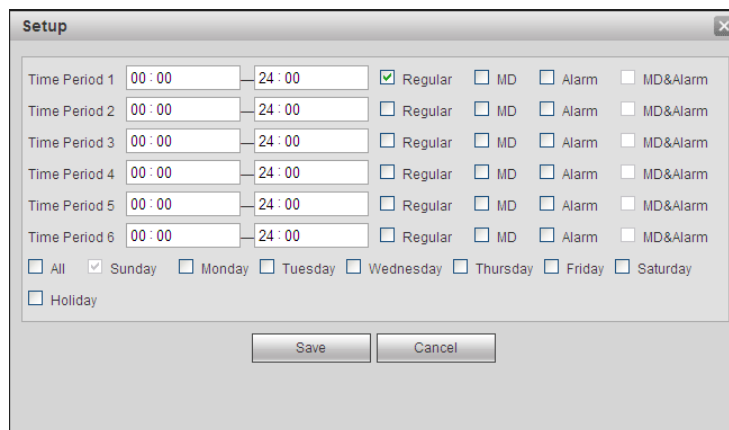 Setup
Time Period 1 00:00 — 24:00 Regular MD Alarm MD&Alarm
Time Period 2 00:00 — 24:00 Regular MD Alarm MD&Alarm
Time Period 3 00:00 — 24:00 Regular MD Alarm MD&Alarm
Time Period 4 00:00 — 24:00 Regular MD Alarm MD&Alarm
Time Period 5 00:00 — 24:00 Regular MD Alarm MD&Alarm
Time Period 6 00:00 — 24:00 Regular MD Alarm MD&Alarm
All Sunday Monday Tuesday Wednesday Thursday Friday Saturday
Holiday
Save Cancel